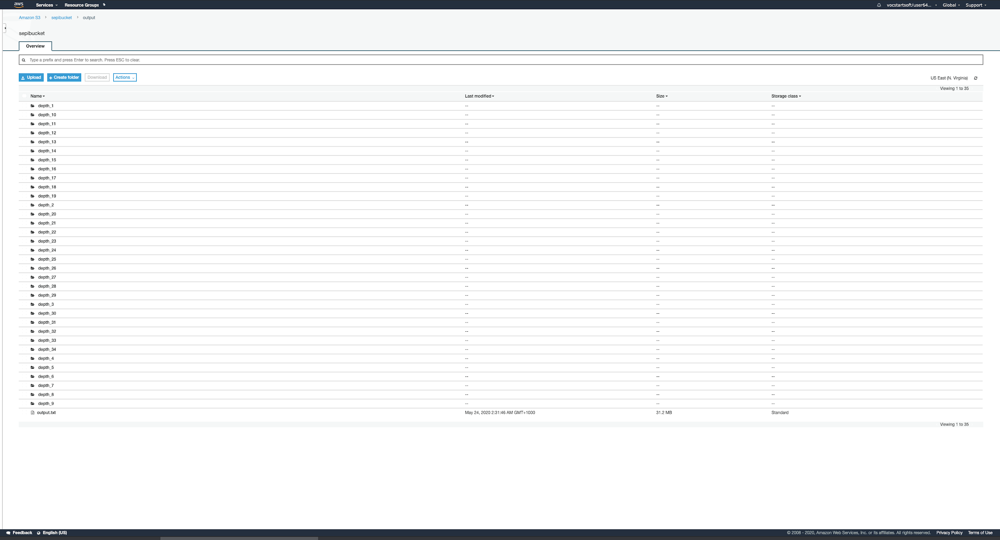 aws Services Resource Groups vocstartsoft/user64... Global Support
Amazon S3 > sepibucket > output
sepibucket
Overview
Type a prefix and press Enter to search. Press ESC to clear.
Upload + Create folder Download Actions US East (N. Virginia)
Viewing 1 to 35
Name Last modified Size Storage class
depth_1 -- -- --
depth_10 -- -- --
depth_11 -- -- --
depth_12 -- -- --
depth_13 -- -- --
depth_14 -- -- --
depth_15 -- -- --
depth_16 -- -- --
depth_17 -- -- --
depth_18 -- -- --
depth_19 -- -- --
depth_2 -- -- --
depth_20 -- -- --
depth_21 -- -- --
depth_22 -- -- --
depth_23 -- -- --
depth_24 -- -- --
depth_25 -- -- --
depth_26 -- -- --
depth_27 -- -- --
depth_28 -- -- --
depth_29 -- -- --
depth_3 -- -- --
depth_30 -- -- --
depth_31 -- -- --
depth_32 -- -- --
depth_33 -- -- --
depth_34 -- -- --
depth_4 -- -- --
depth_5 -- -- --
depth_6 -- -- --
depth_7 -- -- --
depth_8 -- -- --
depth_9 -- -- --
output.txt May 24, 2020 2:31:46 AM GMT+1000 31.2 MB Standard
Viewing 1 to 35
Feedback English (US) © 2008 - 2020, Amazon Web Services, Inc. or its affiliates. All rights reserved. Privacy Policy Terms of Use